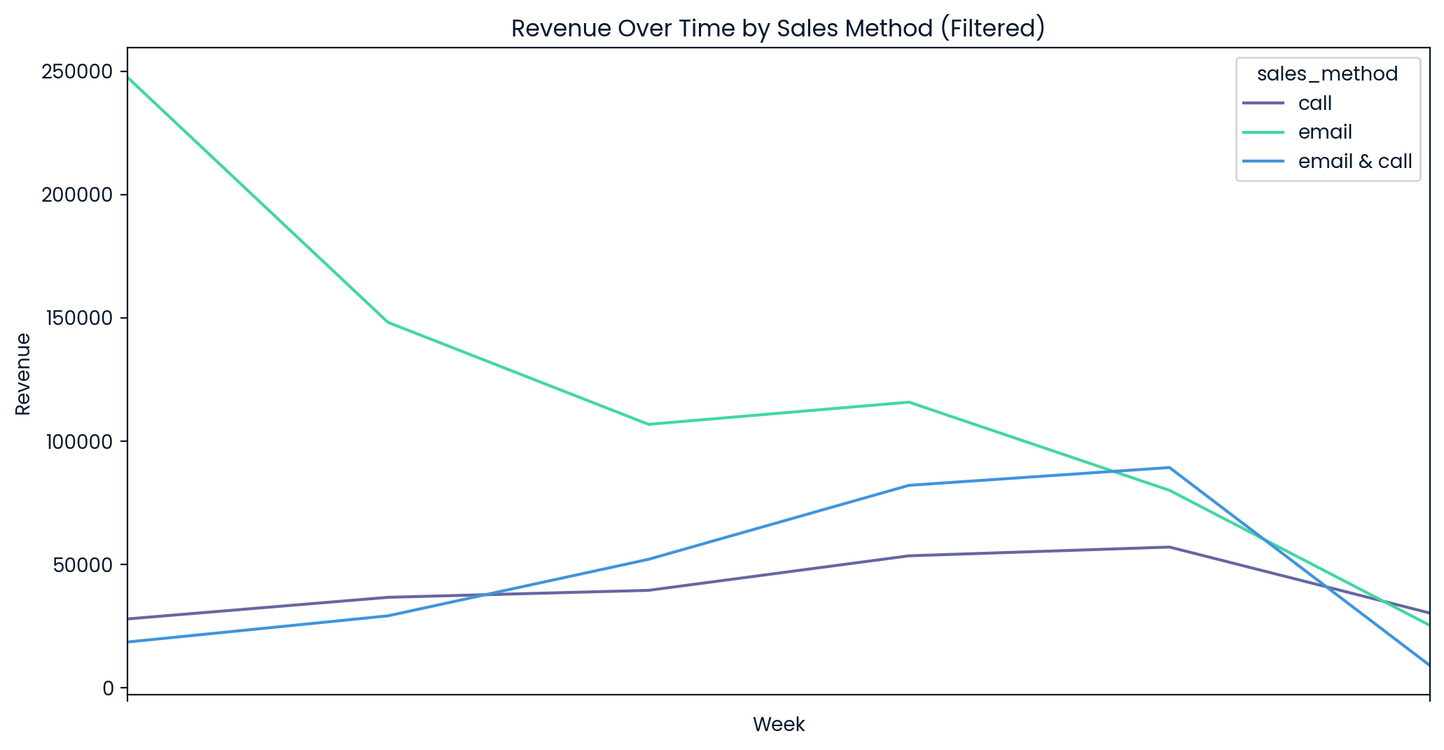 Revenue Over Time by Sales Method (Filtered)
250000
200000
150000
100000
50000
0
Revenue
Week
sales_method
call
email
email & call